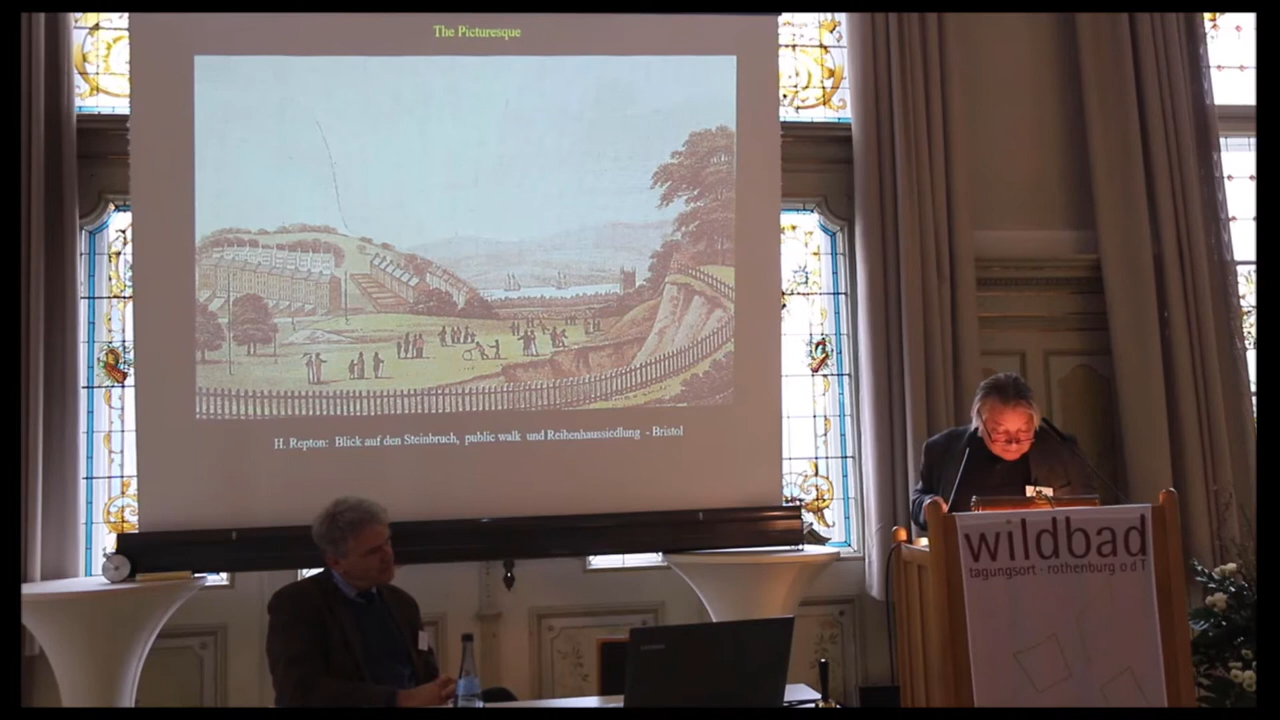 The Picturesque
H. Repton: Blick auf den Steinbruch, public walk und Reihenhaussiedlung - Bristol
wildbad
tagungsort - rothenburg o d T